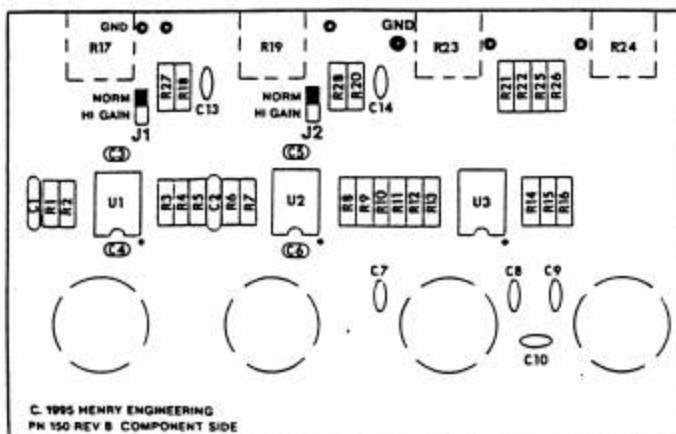 GND
GND
R17
R19
R23
R24
NORM
HI GAIN
J1
R27
R18
C13
NORM
HI GAIN
J2
R28
R20
C14
R21
R22
R25
R26
C3
C5
C1
R1
R2
U1
R3
R4
R5
C2
R6
R7
U2
R8
R9
R10
R11
R12
R13
U3
R14
R15
R16
C4
C6
C7
C8
C9
C10
C. 1995 HENRY ENGINEERING
PN 150 REV B COMPONENT SIDE